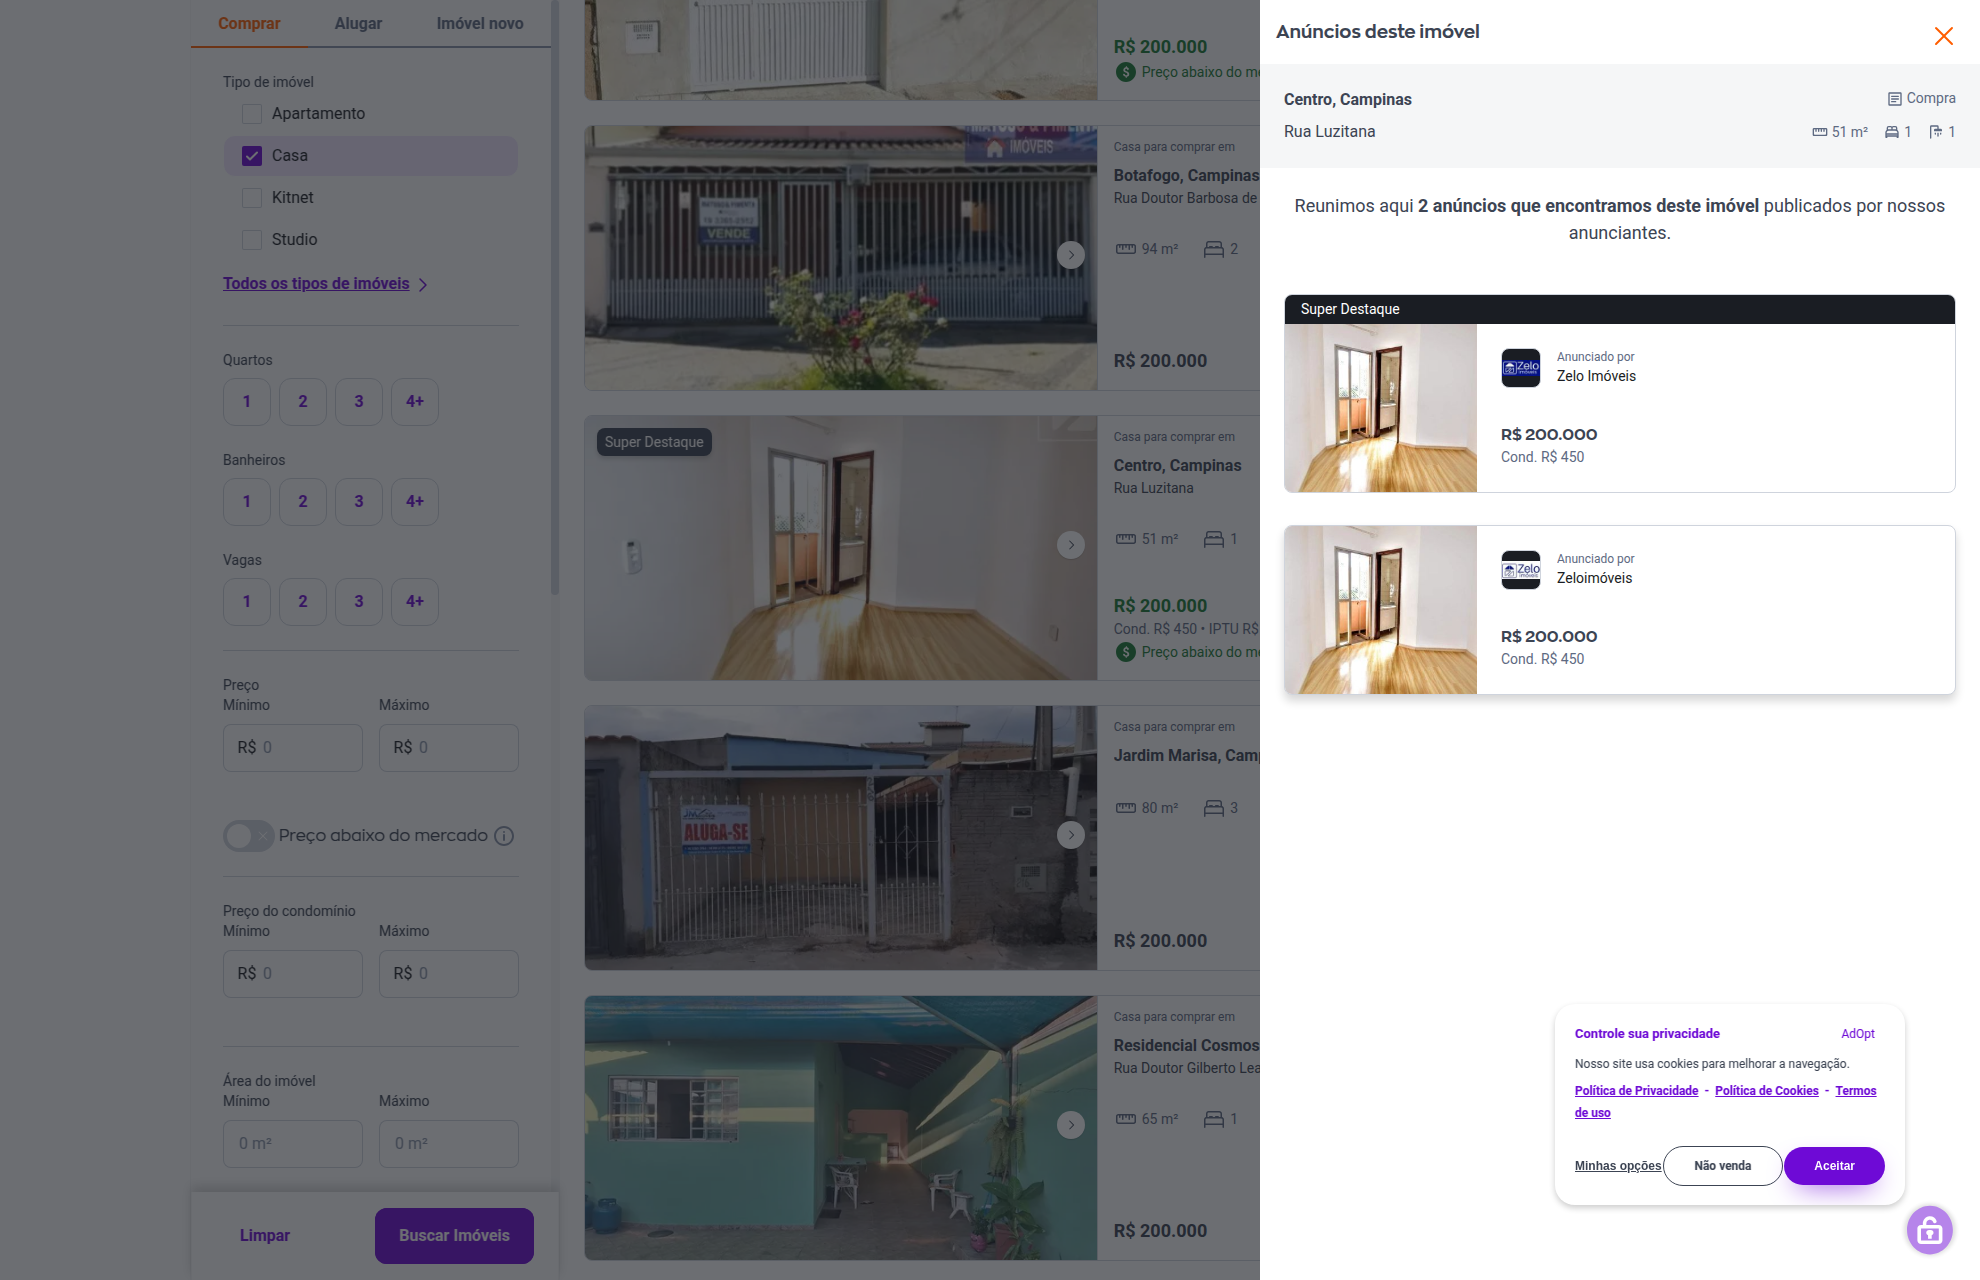 Comprar
Alugar
Imóvel novo
Tipo de imóvel
Apartamento
Casa
Kitnet
Studio
Todos os tipos de imóveis
Quartos
1
2
3
4+
Banheiros
1
2
3
4+
Vagas
1
2
3
4+
Preço
Mínimo
Máximo
R$ 0
R$ 0
Preço abaixo do mercado
Preço do condomínio
Mínimo
Máximo
R$ 0
R$ 0
Área do imóvel
Mínimo
Máximo
0 m²
0 m²
Limpar
Buscar Imóveis
R$ 200.000
Preço abaixo do me
IMÓVEIS
VENDE
Casa para comprar em
Botafogo, Campinas
Rua Doutor Barbosa de
94 m²
2
R$ 200.000
Super Destaque
Casa para comprar em
Centro, Campinas
Rua Luzitana
51 m²
1
R$ 200.000
Cond. R$ 450 • IPTU R$
Preço abaixo do me
ALUGA-SE
Casa para comprar em
Jardim Marisa, Camp
80 m²
3
R$ 200.000
Casa para comprar em
Residencial Cosmos
Rua Doutor Gilberto Lea
65 m²
1
R$ 200.000
Anúncios deste imóvel
Centro, Campinas
Compra
Rua Luzitana
51 m²
1
1
Reunimos aqui 2 anúncios que encontramos deste imóvel publicados por nossos
anunciantes.
Super Destaque
Zelo
Anunciado por
Zelo Imóveis
R$ 200.000
Cond. R$ 450
Zelo
Anunciado por
Zeloimóveis
R$ 200.000
Cond. R$ 450
Controle sua privacidade
AdOpt
Nosso site usa cookies para melhorar a navegação.
Política de Privacidade - Política de Cookies - Termos
de uso
Minhas opções
Não venda
Aceitar